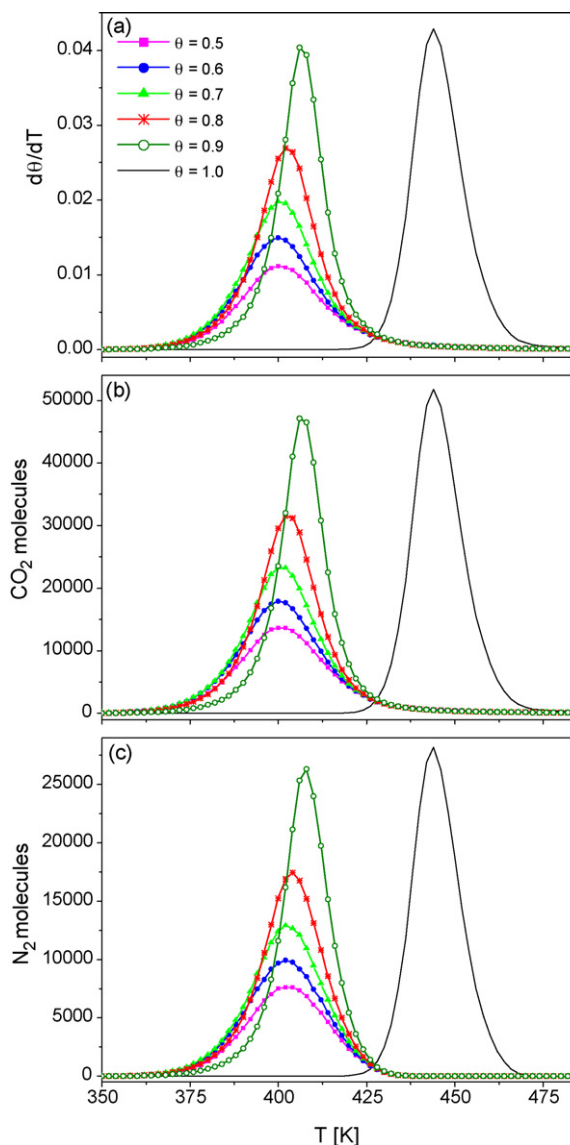 (a)
0.04
0.03
0.02
0.01
0.00
dθ/dT
θ = 0.5
θ = 0.6
θ = 0.7
θ = 0.8
θ = 0.9
θ = 1.0
(b)
50000
40000
30000
20000
10000
0
CO₂ molecules
(c)
25000
20000
15000
10000
5000
0
N₂ molecules
350 375 400 425 450 475
T [K]